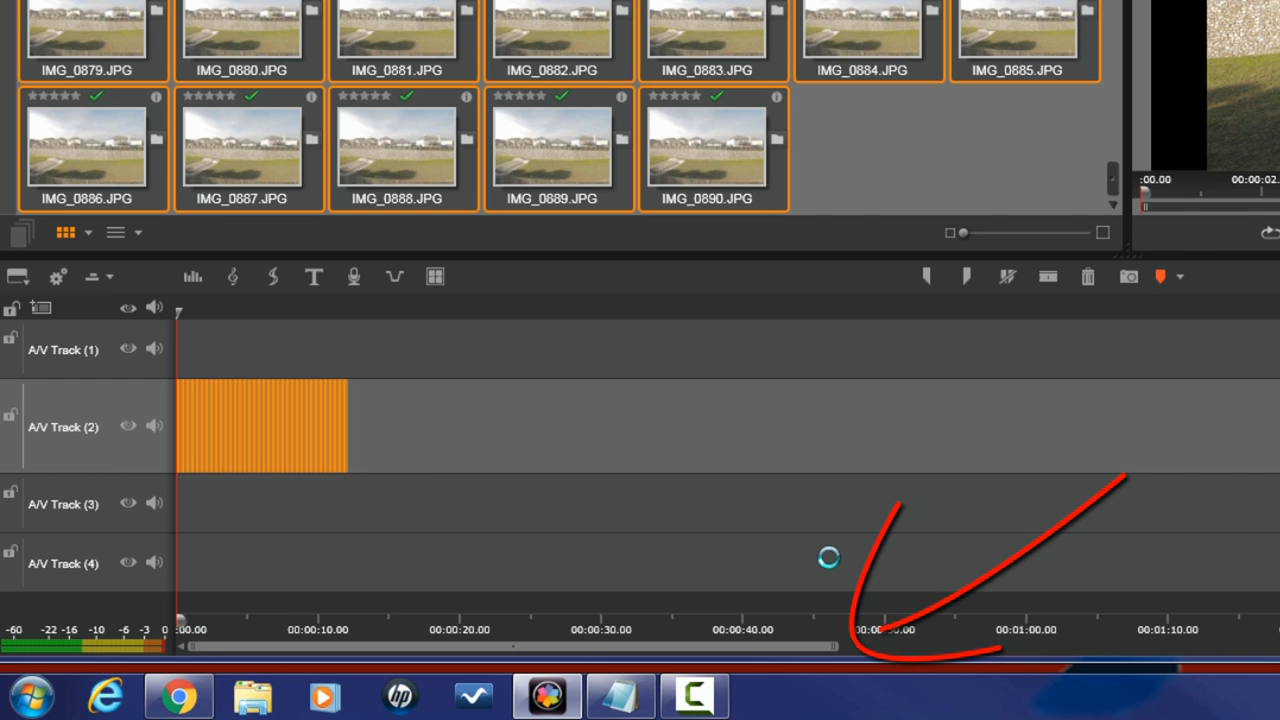 IMG_0879.JPG IMG_0880.JPG IMG_0881.JPG IMG_0882.JPG IMG_0883.JPG IMG_0884.JPG IMG_0885.JPG
IMG_0886.JPG IMG_0887.JPG IMG_0888.JPG IMG_0889.JPG IMG_0890.JPG
:00.00 00:00:02.
A/V Track (1)
A/V Track (2)
A/V Track (3)
A/V Track (4)
-60 -22 -16 -10 -6 -3 0 :00.00 00:00:10.00 00:00:20.00 00:00:30.00 00:00:40.00 00:01:00.00 00:01:10.00
hp